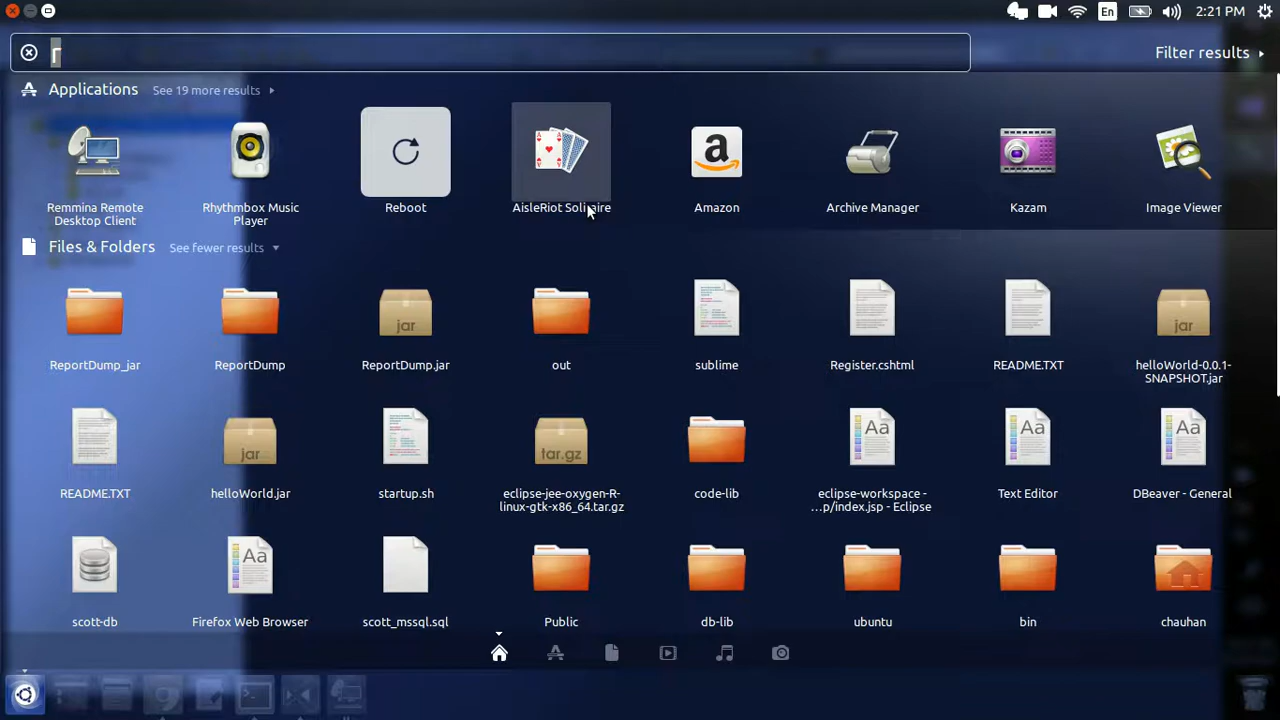 En 2:21 PM
r Filter results
Applications See 19 more results
Remmina Remote Desktop Client
Rhythmbox Music Player
Reboot
AisleRiot Solitaire
Amazon
Archive Manager
Kazam
Image Viewer
Files & Folders See fewer results
ReportDump_jar
ReportDump
jar
ReportDump.jar
out
sublime
Register.cshtml
README.TXT
jar
helloWorld-0.0.1-
SNAPSHOT.jar
README.TXT
jar
helloWorld.jar
startup.sh
tar.gz
eclipse-jee-oxygen-R-
linux-gtk-x86_64.tar.gz
code-lib
Aa
eclipse-workspace -
...p/index.jsp - Eclipse
Aa
Text Editor
Aa
DBeaver - General
scott-db
Aa
Firefox Web Browser
scott_mssql.sql
Public
db-lib
ubuntu
bin
chauhan